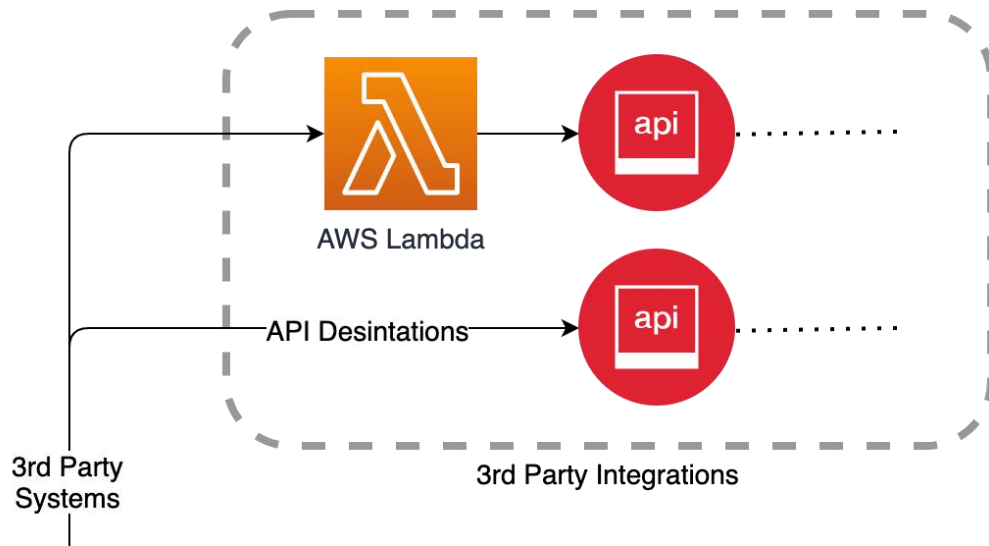 api
AWS Lambda
api
API Desintations
3rd Party
Systems
3rd Party Integrations